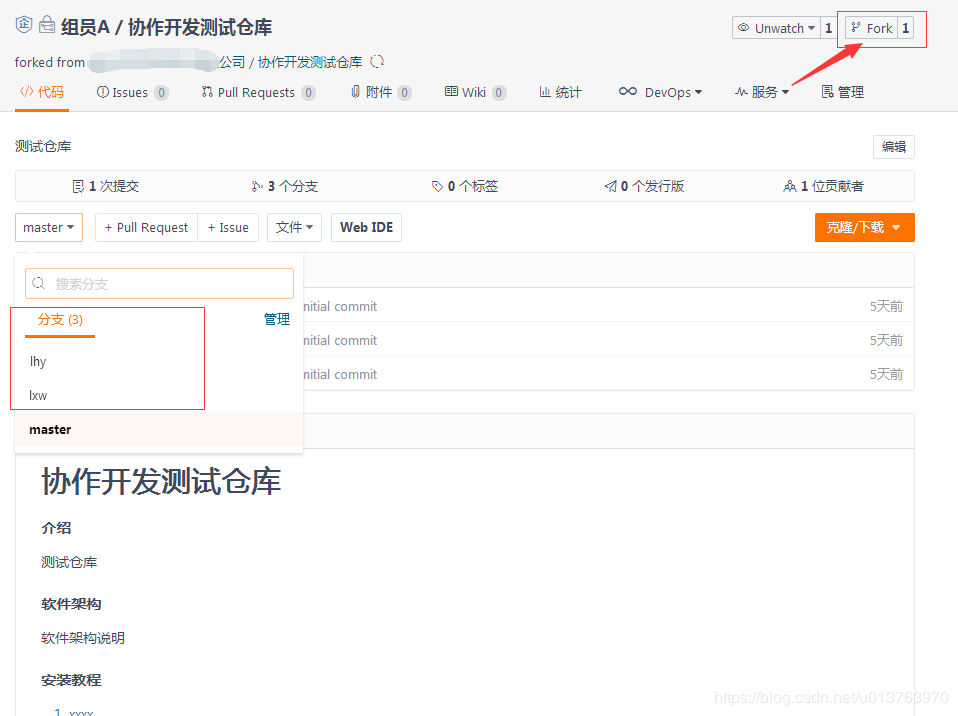 组员A / 协作开发测试仓库
Unwatch 1 Fork 1
forked from 公司 / 协作开发测试仓库
代码 Issues 0 Pull Requests 0 附件 0 Wiki 0 统计 DevOps 服务 管理
测试仓库 编辑
1 次提交 3 个分支 0 个标签 0 个发行版 1 位贡献者
master + Pull Request + Issue 文件 Web IDE 克隆/下载
搜索分支
nitial commit 5天前
分支 (3) 管理
nitial commit 5天前
lhy
nitial commit 5天前
lxw
master
协作开发测试仓库
介绍
测试仓库
软件架构
软件架构说明
安装教程
1. xxxx
https://blog.csdn.net/u013763970